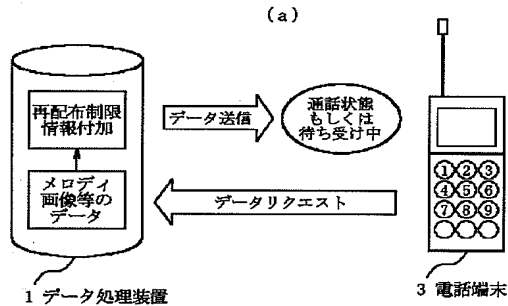 (a)
再配布制限
情報付加
メロディ
画像等の
データ
データ送信
通話状態
もしくは
待ち受け中
データリクエスト
①②③
④⑤⑥
⑦⑧⑨
1 データ処理装置
3 電話端末